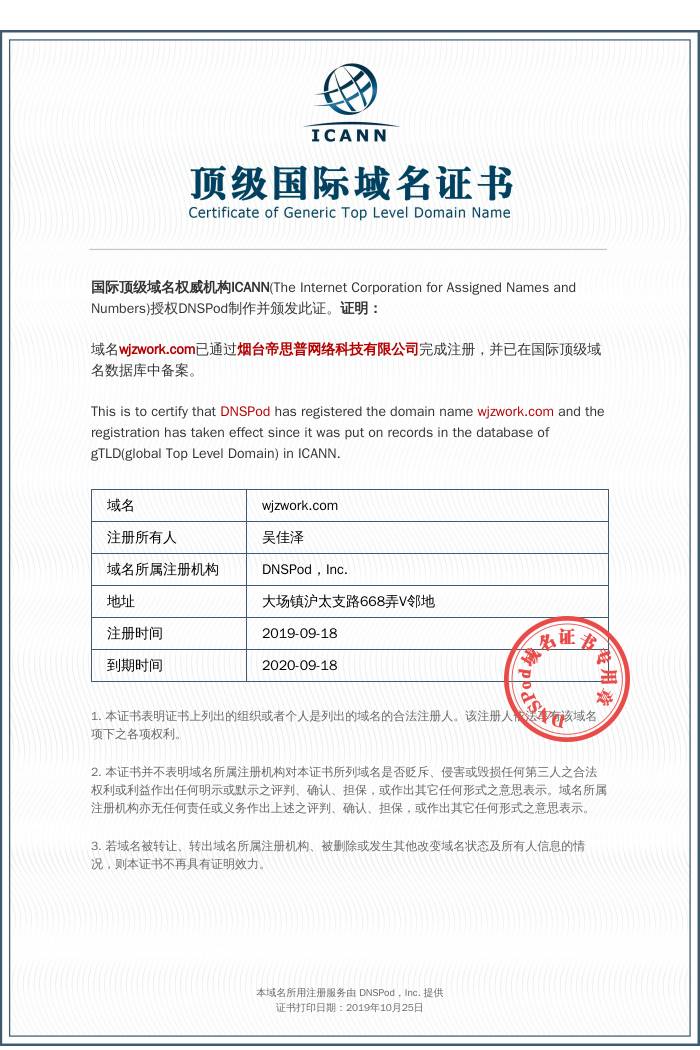 ICANN
顶级国际域名证书
Certificate of Generic Top Level Domain Name
国际顶级域名权威机构ICANN(The Internet Corporation for Assigned Names and
Numbers)授权DNSPod制作并颁发此证。证明：
域名wjzwork.com已通过烟台帝思普网络科技有限公司完成注册，并已在国际顶级域
名数据库中备案。
This is to certify that DNSPod has registered the domain name wjzwork.com and the
registration has taken effect since it was put on records in the database of
gTLD(global Top Level Domain) in ICANN.
域名 wjzwork.com
注册所有人 吴佳泽
域名所属注册机构 DNSPod，Inc.
地址 大场镇沪太支路668弄V邻地
注册时间 2019-09-18
到期时间 2020-09-18
DNSPod域名证书专用章
1. 本证书表明证书上列出的组织或者个人是列出的域名的合法注册人。该注册人依法享有该域名
项下之各项权利。
2. 本证书并不表明域名所属注册机构对本证书所列域名是否贬斥、侵害或毁损任何第三人之合法
权利或利益作出任何明示或默示之评判、确认、担保，或作出其它任何形式之意思表示。域名所属
注册机构亦无任何责任或义务作出上述之评判、确认、担保，或作出其它任何形式之意思表示。
3. 若域名被转让、转出域名所属注册机构、被删除或发生其他改变域名状态及所有人信息的情
况，则本证书不再具有证明效力。
本域名所用注册服务由 DNSPod，Inc. 提供
证书打印日期：2019年10月25日